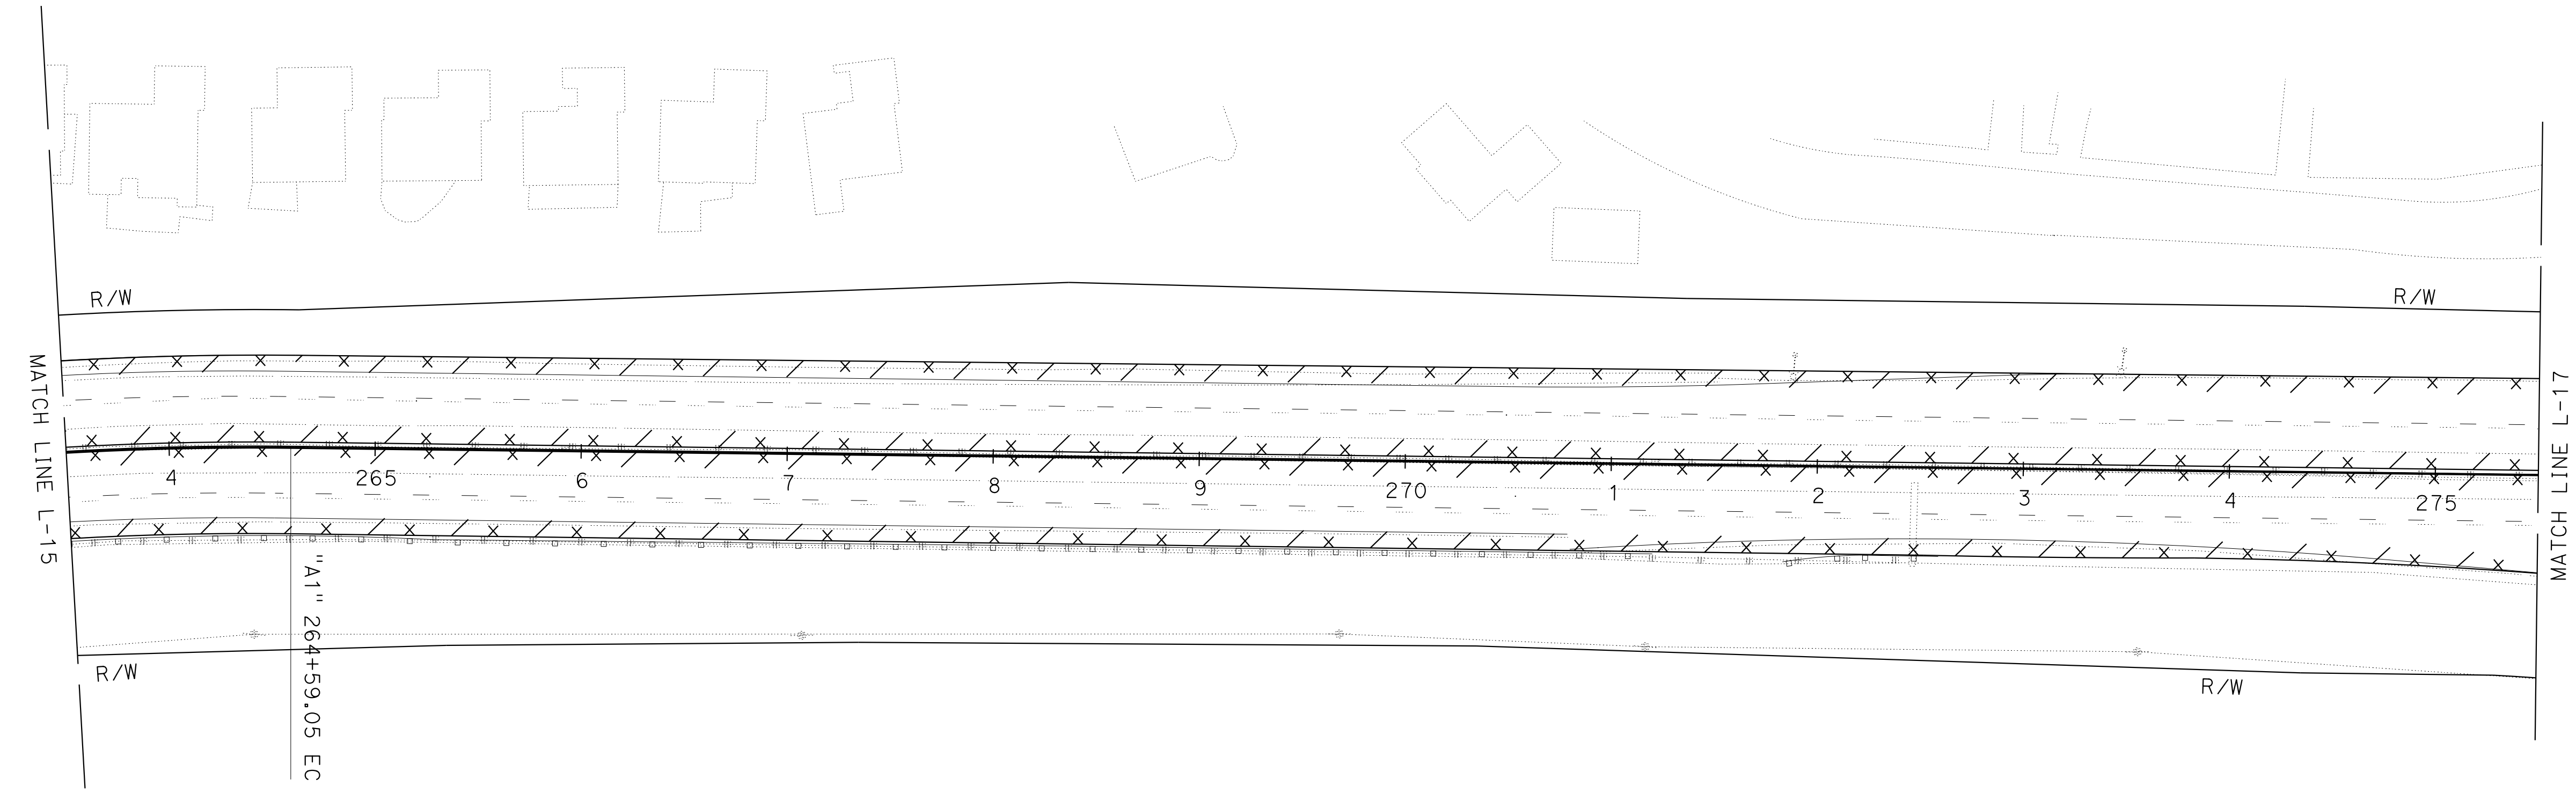 R/W
R/W
MATCH LINE L-15
MATCH LINE L-17
4
265
6
7
8
9
270
1
2
3
4
275
"A1" 264+59.05 EC
R/W
R/W